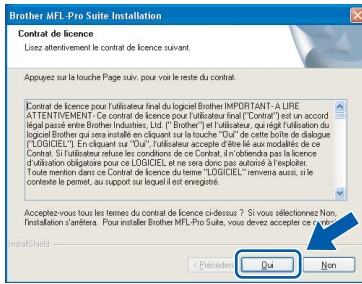 Brother MFL-Pro Suite Installation
Contrat de licence
Lisez attentivement le contrat de licence suivant.
Appuyez sur la touche Page suiv. pour voir le reste du contrat.
Contrat de licence pour l'utilisateur final du logiciel Brother IMPORTANT- A LIRE
ATTENTIVEMENT- Ce contrat de licence pour l'utilisateur final ("Contrat") est un accord
légal passé entre Brother Industries, Ltd. (" Brother") et l'utilisateur, qui régit l'utilisation du
logiciel Brother qui sera installé en cliquant sur la touche "Oui" de cette boîte de dialogue
("LOGICIEL"). En cliquant sur "Oui", l'utilisateur accepte d'être lié aux modalités de ce
Contrat. Si l'utilisateur refuse les conditions de ce Contrat, il n'obtiendra pas la licence
d'utilisation obligatoire pour ce LOGICIEL et ne sera donc pas autorisé à l'exploiter.
Toute mention dans ce Contrat de licence du terme "LOGICIEL" renverra aussi, si le
contexte le permet, au support sur lequel il est enregistré.
Acceptez-vous tous les termes du contrat de licence ci-dessus ? Si vous sélectionnez Non,
l'installation s'arrêtera. Pour installer Brother MFL-Pro Suite, vous devez accepter ce
InstallShield
< Précéden
Oui
Non